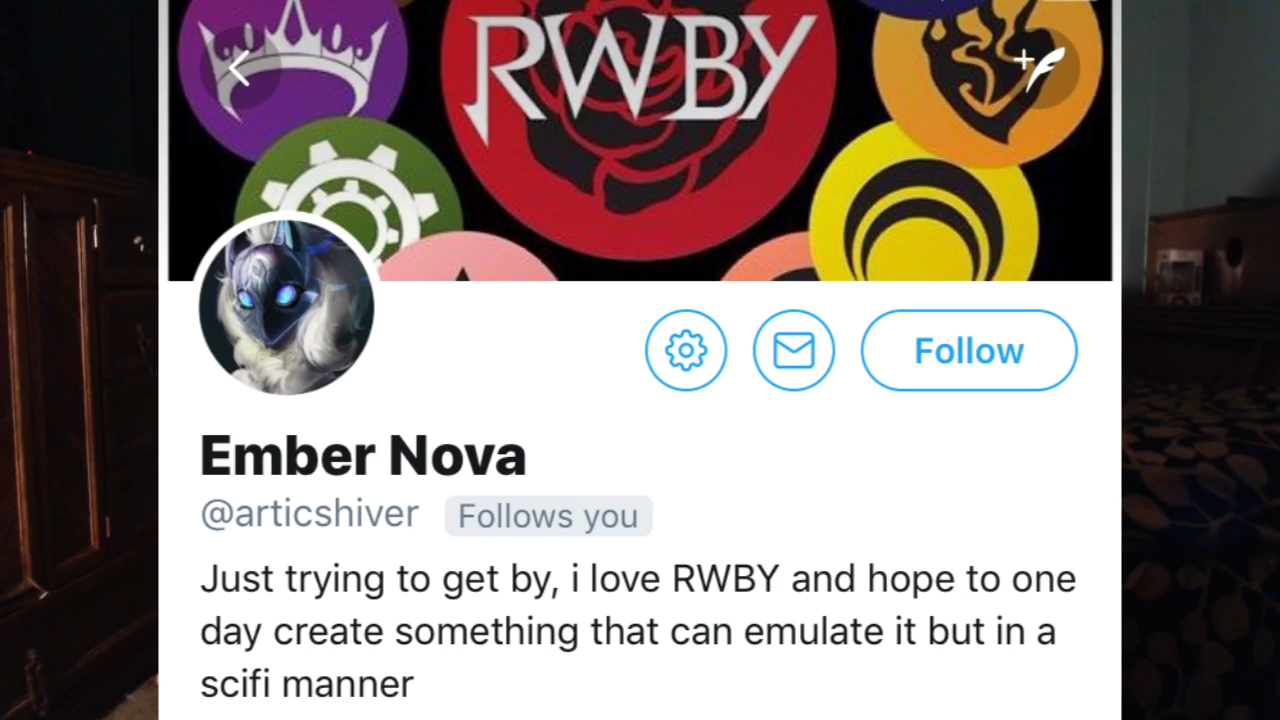 RWBY
Follow
Ember Nova
@articshiver Follows you
Just trying to get by, i love RWBY and hope to one
day create something that can emulate it but in a
scifi manner